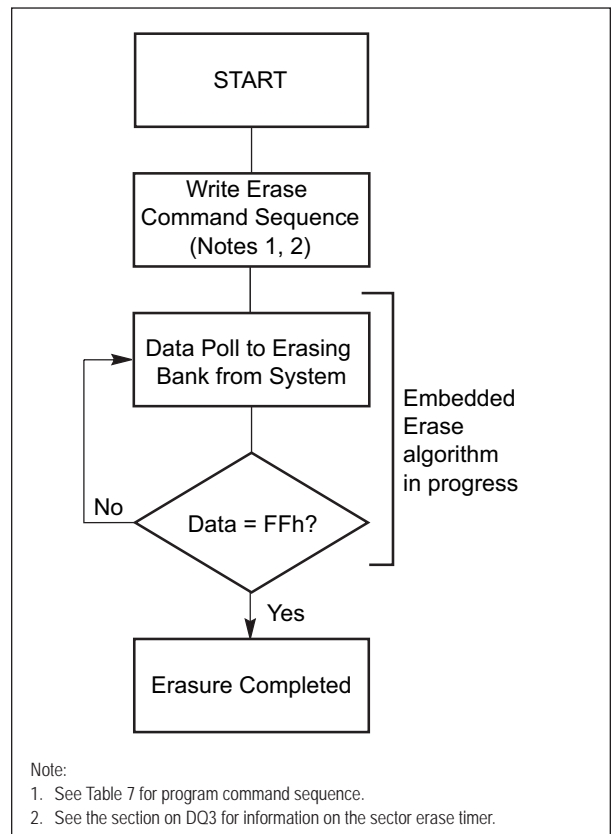 START
Write Erase
Command Sequence
(Notes 1, 2)
Data Poll to Erasing
Bank from System
Embedded
Erase
algorithm
in progress
No
Data = FFh?
Yes
Erasure Completed
Note:
1. See Table 7 for program command sequence.
2. See the section on DQ3 for information on the sector erase timer.